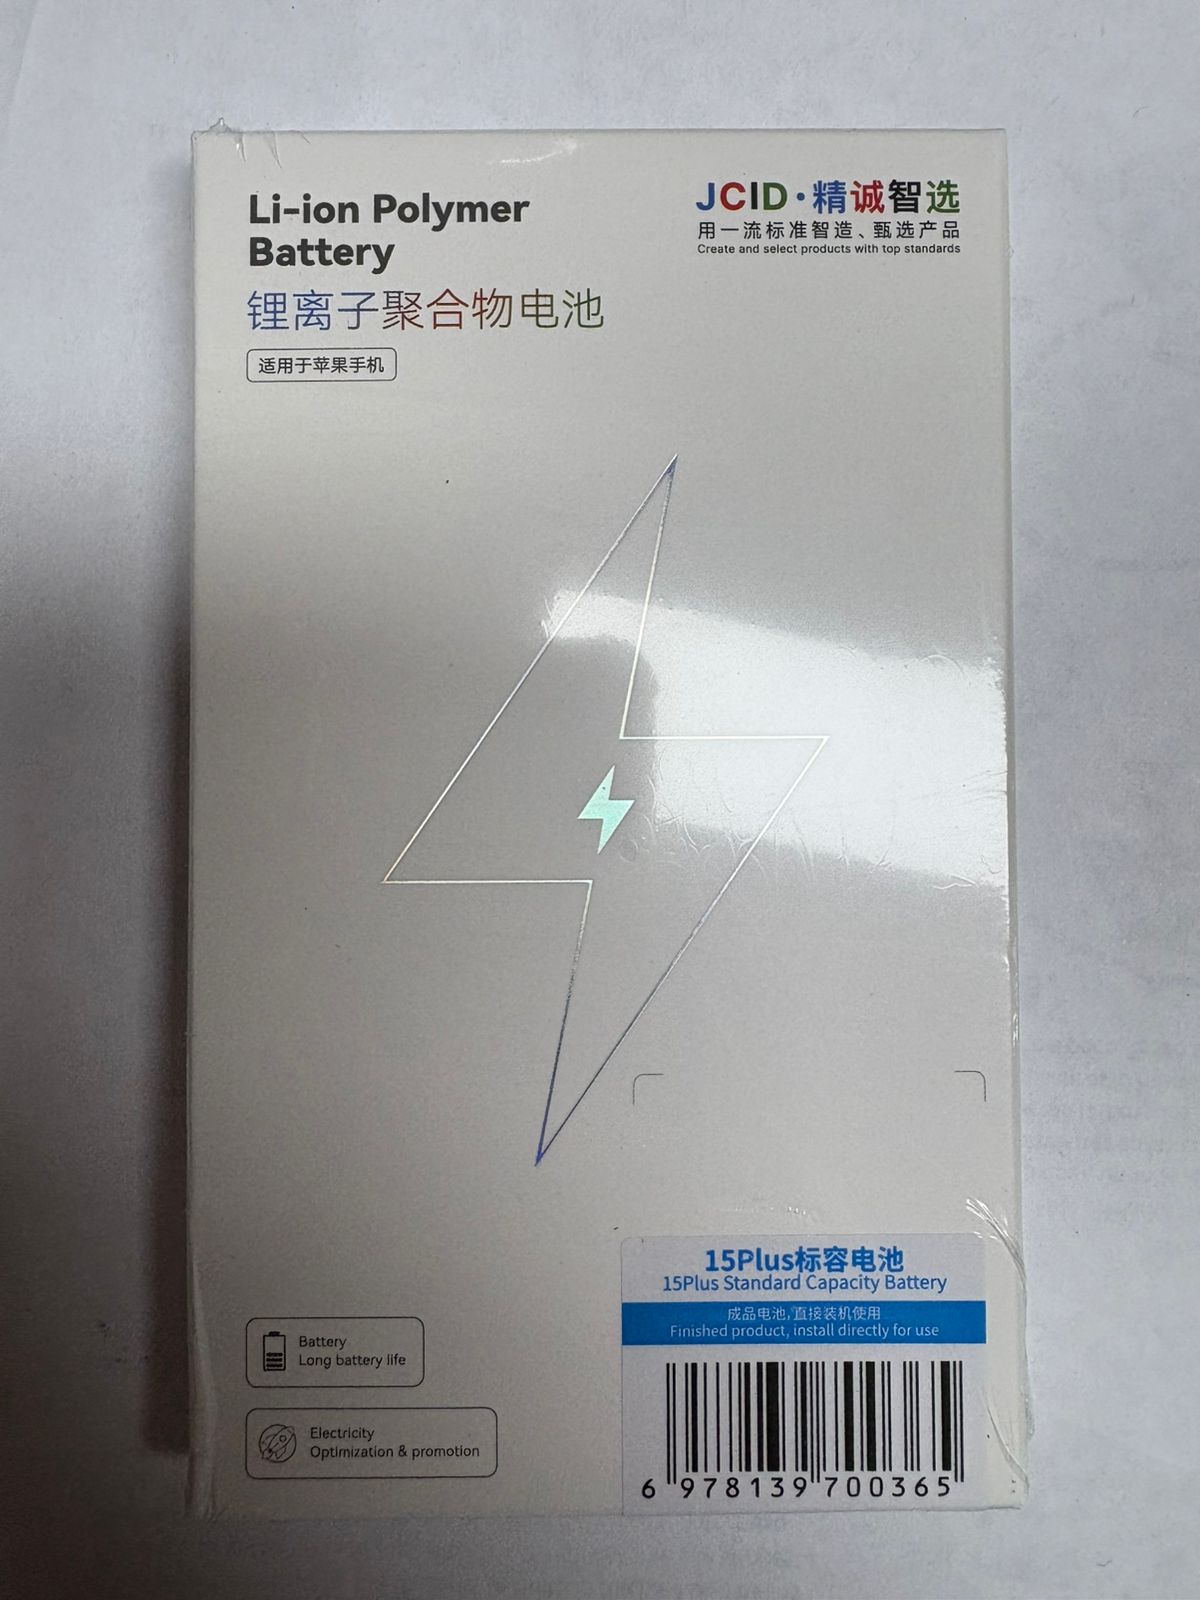 Li-ion Polymer
Battery
锂离子聚合物电池
适用于苹果手机
JCID·精诚智选
用一流标准智造、甄选产品
Create and select products with top standards
15Plus标容电池
15Plus Standard Capacity Battery
成品电池,直接装机使用
Finished product, install directly for use
6 978139 700365
Battery
Long battery life
Electricity
Optimization & promotion